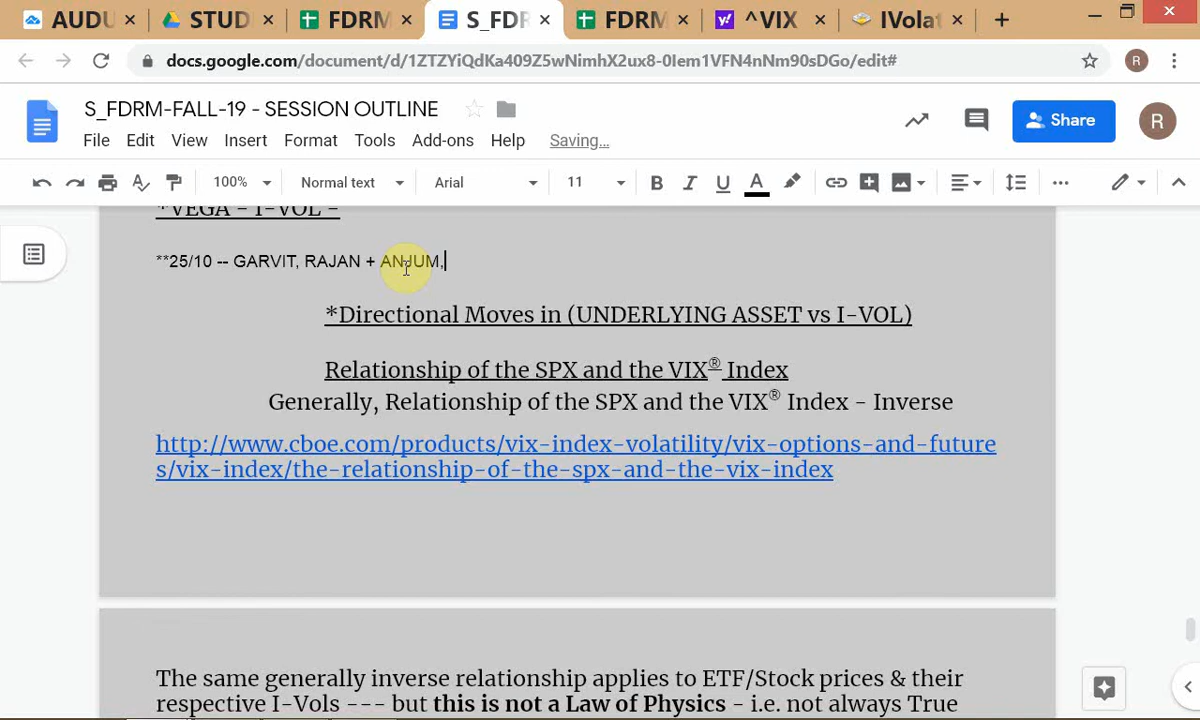 AUDU × STUD × FDRM × S_FDR × FDRM × ^VIX × IVolat × +
docs.google.com/document/d/1ZTZYiQdKa409Z5wNimhX2ux8-0Iem1VFN4nNm90sDGo/edit#
R
S_FDRM-FALL-19 - SESSION OUTLINE
Share
R
File Edit View Insert Format Tools Add-ons Help Saving...
100% Normal text Arial 11 B I U A
*VEGA - I-VOL -
**25/10 -- GARVIT, RAJAN + ANJUM,
*Directional Moves in (UNDERLYING ASSET vs I-VOL)
Relationship of the SPX and the VIX® Index
Generally, Relationship of the SPX and the VIX® Index - Inverse
http://www.cboe.com/products/vix-index-volatility/vix-options-and-future
s/vix-index/the-relationship-of-the-spx-and-the-vix-index
The same generally inverse relationship applies to ETF/Stock prices & their
respective I-Vols --- but this is not a Law of Physics - i.e. not always True